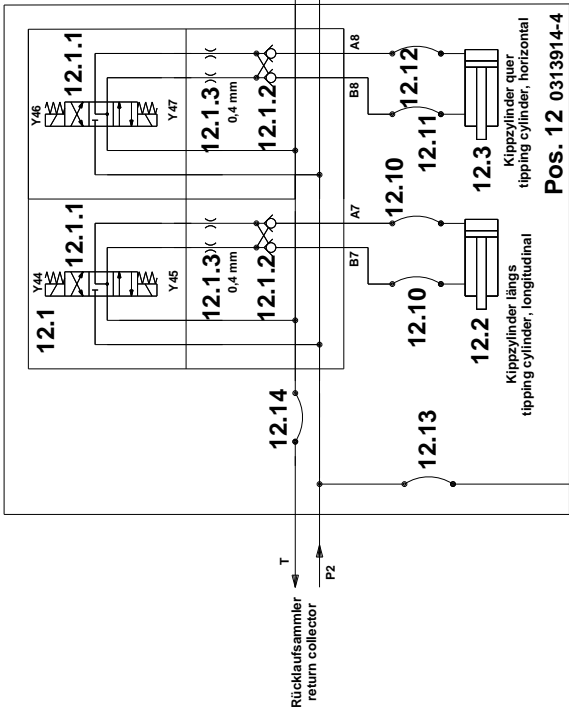 12.1.1
Y46
Y47
T
12.1.3
0,4 mm
12.1.2
A8
B8
12.12
12.11
12.3
Kippzylinder quer
tipping cylinder, horizontal
Pos. 12 0313914-4
12.1
12.1.1
Y44
Y45
T
12.1.3
0,4 mm
12.1.2
A7
B7
12.10
12.10
12.2
Kippzylinder längs
tipping cylinder, longitudinal
12.14
12.13
T
P2
Rücklaufsammler
return collector